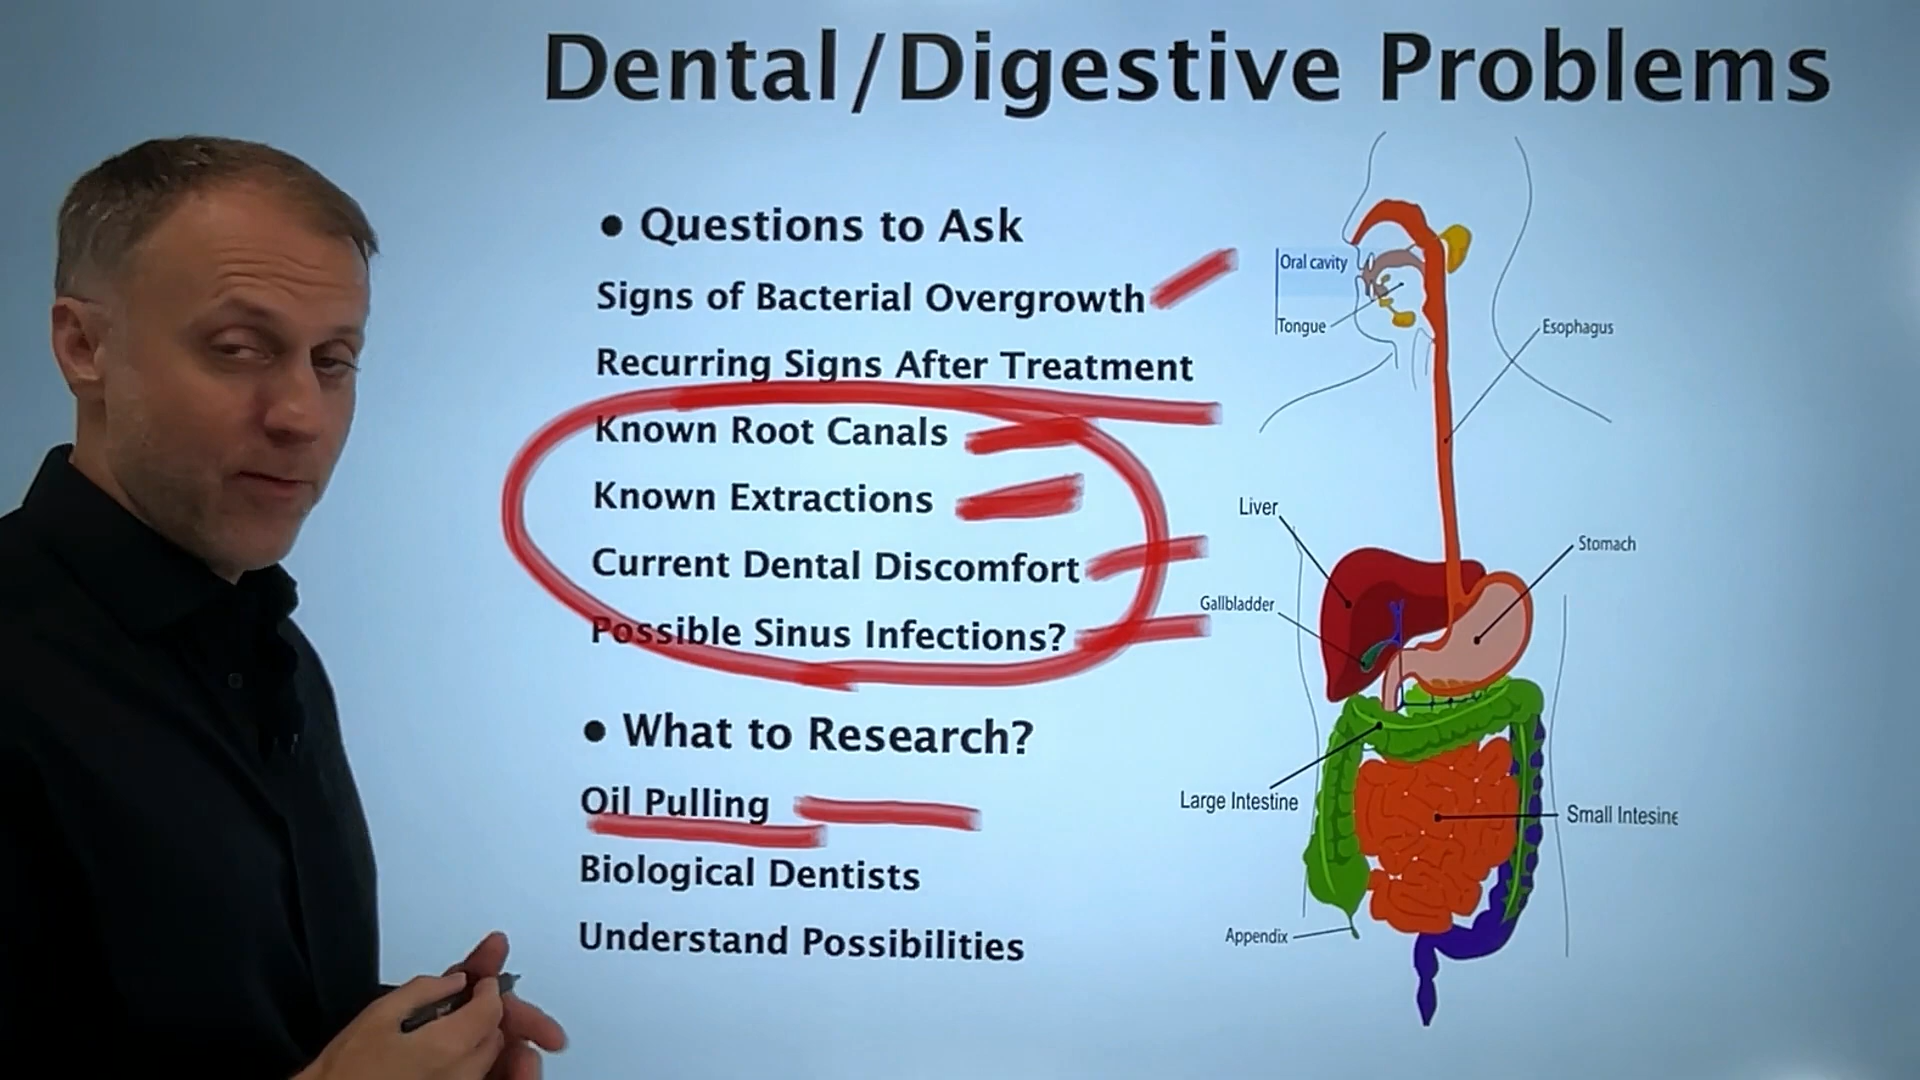 Dental/Digestive Problems
• Questions to Ask
Signs of Bacterial Overgrowth
Recurring Signs After Treatment
Known Root Canals
Known Extractions
Current Dental Discomfort
Possible Sinus Infections?
• What to Research?
Oil Pulling
Biological Dentists
Understand Possibilities
Oral cavity
Tongue
Esophagus
Liver
Stomach
Gallbladder
Large Intestine
Small Intesine
Appendix